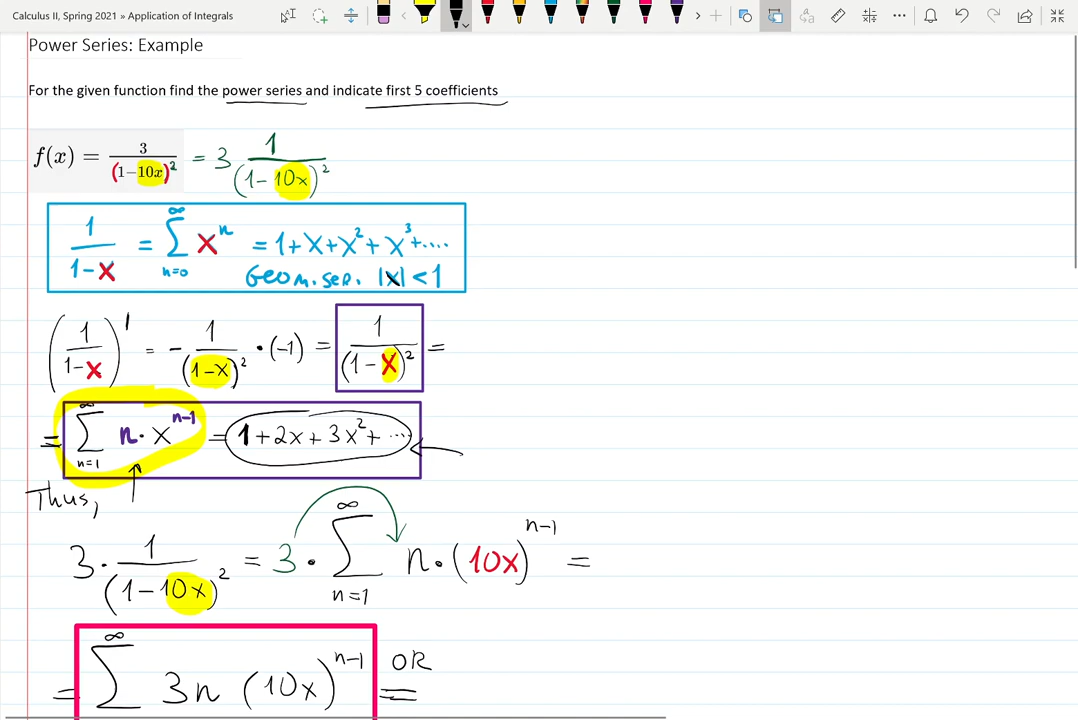 Calculus II, Spring 2021 » Application of Integrals
Power Series: Example
For the given function find the power series and indicate first 5 coefficients
f(x) = 3/(1−10x)² = 3 1/(1−10x)²
1/(1−x) = ∑_{n=0}^{∞} xⁿ = 1+x+x²+x³+....
Geom. ser. |x| < 1
(1/(1−x))' = − 1/(1−x)² · (−1) = 1/(1−x)² =
= ∑_{n=1}^{∞} n·x^{n−1} = 1+2x+3x²+...
Thus,
3· 1/(1−10x)² = 3 · ∑_{n=1}^{∞} n·(10x)^{n−1} =
= ∑^{∞} 3n (10x)^{n−1} OR =